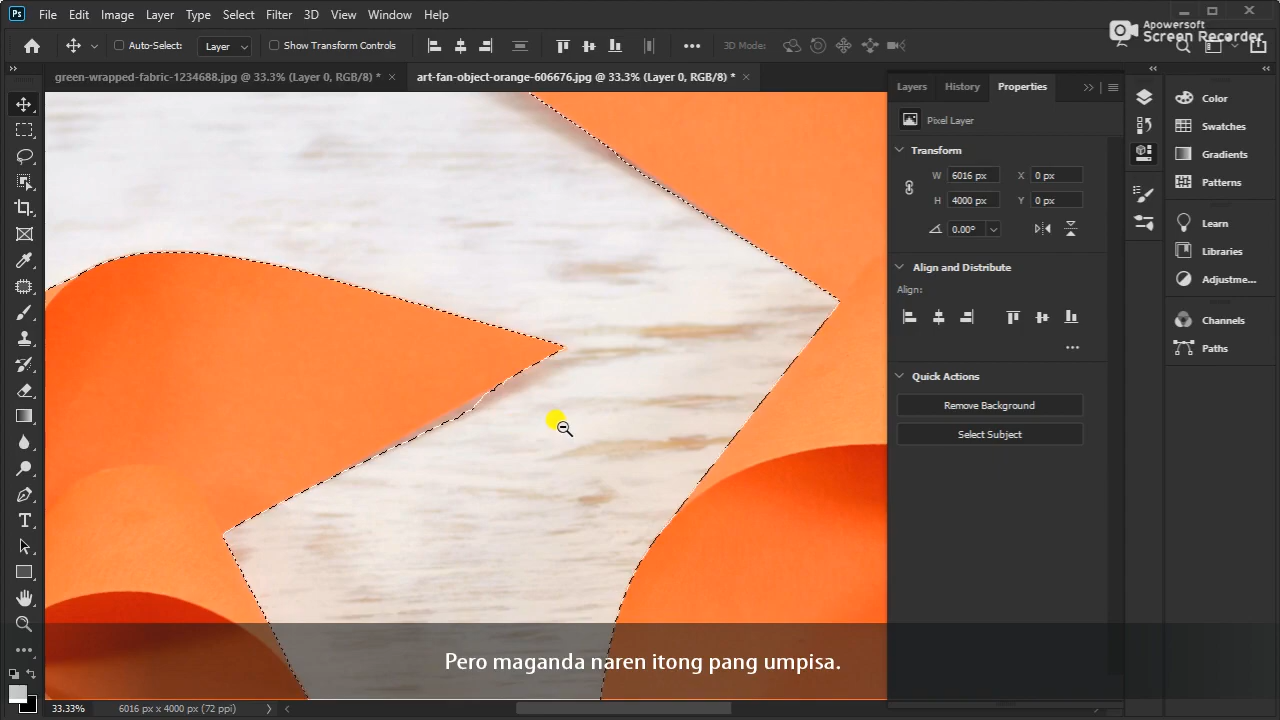 Ps File Edit Image Layer Type Select Filter 3D View Window Help
Apowersoft
Screen Recorder
Auto-Select: Layer Show Transform Controls 3D Mode:
green-wrapped-fabric-1234688.jpg @ 33.3% (Layer 0, RGB/8) *
art-fan-object-orange-606676.jpg @ 33.3% (Layer 0, RGB/8) *
Layers History Properties
Pixel Layer
Transform
W 6016 px X 0 px
H 4000 px Y 0 px
0.00°
Align and Distribute
Align:
Quick Actions
Remove Background
Select Subject
Color
Swatches
Gradients
Patterns
Learn
Libraries
Adjustme...
Channels
Paths
Pero maganda naren itong pang umpisa.
33.33% 6016 px x 4000 px (72 ppi)